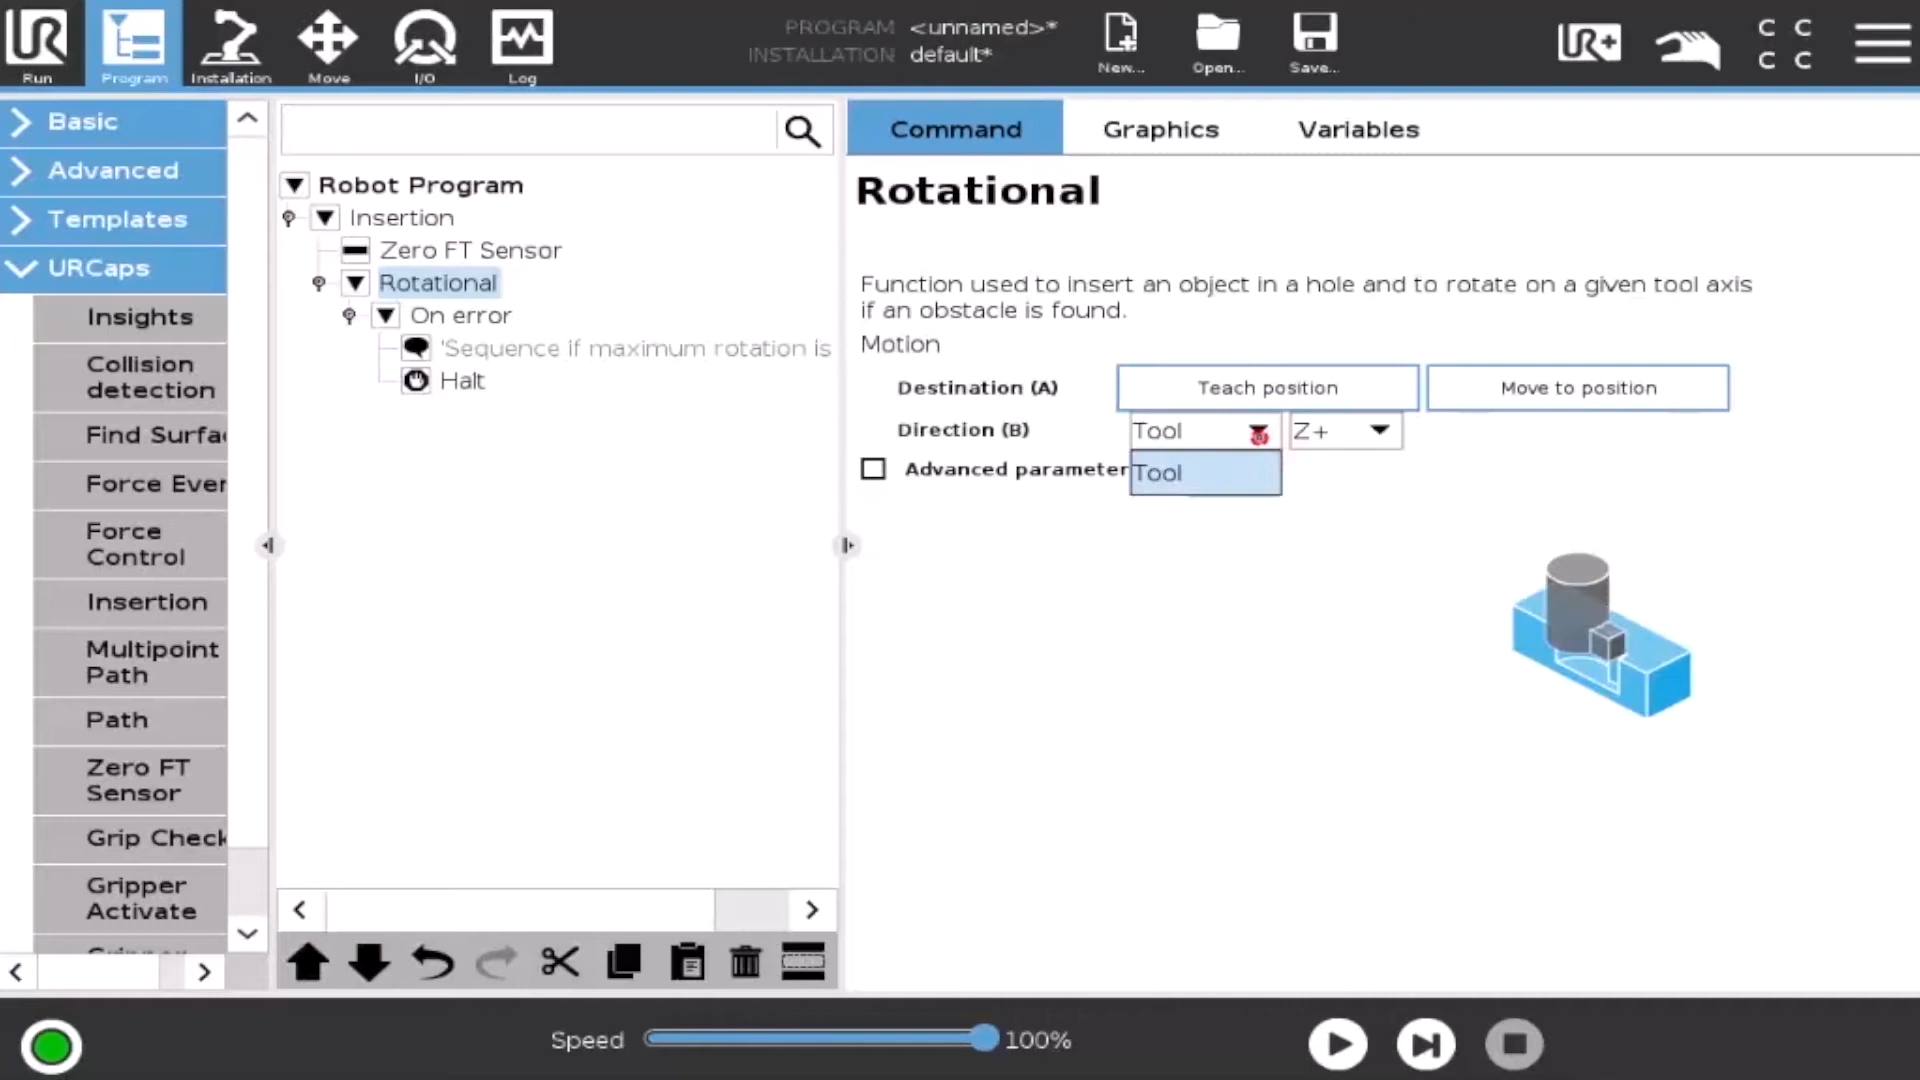 PROGRAM <unnamed>*
INSTALLATION default*
UR
Run
Program
Installation
Move
I/O
Log
New...
Open...
Save...
UR+
C C
C C
Basic
Advanced
Templates
URCaps
Insights
Collision
detection
Find Surfa
Force Ever
Force
Control
Insertion
Multipoint
Path
Path
Zero FT
Sensor
Grip Check
Gripper
Activate
Robot Program
Insertion
Zero FT Sensor
Rotational
On error
'Sequence if maximum rotation is
Halt
Command
Graphics
Variables
Rotational
Function used to insert an object in a hole and to rotate on a given tool axis
if an obstacle is found.
Motion
Destination (A)
Teach position
Move to position
Direction (B)
Tool
Z+
Advanced parameter
Tool
Speed
100%